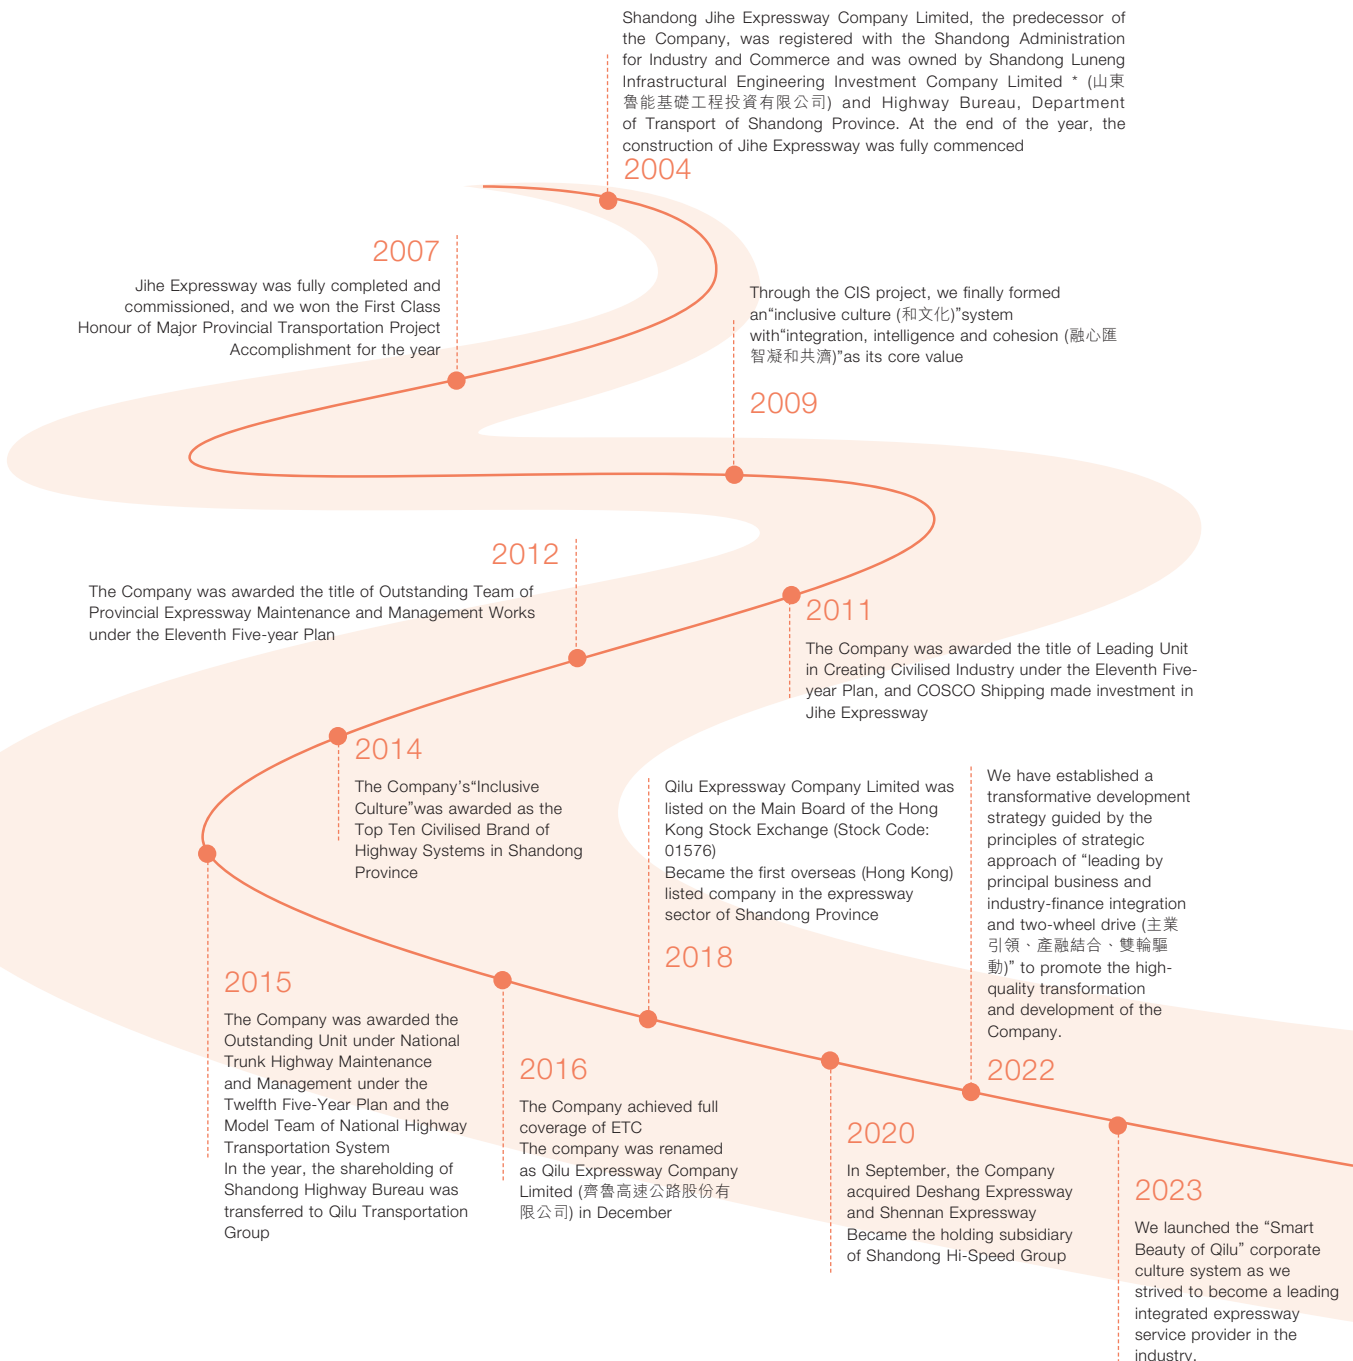 Shandong Jihe Expressway Company Limited, the predecessor of
the Company, was registered with the Shandong Administration
for Industry and Commerce and was owned by Shandong Luneng
Infrastructural Engineering Investment Company Limited * (山東
魯能基礎工程投資有限公司) and Highway Bureau, Department
of Transport of Shandong Province. At the end of the year, the
construction of Jihe Expressway was fully commenced
2004
2007
Jihe Expressway was fully completed and
commissioned, and we won the First Class
Honour of Major Provincial Transportation Project
Accomplishment for the year
Through the CIS project, we finally formed
an“inclusive culture (和文化)”system
with“integration, intelligence and cohesion (融心匯
智凝和共濟)”as its core value
2009
2012
The Company was awarded the title of Outstanding Team of
Provincial Expressway Maintenance and Management Works
under the Eleventh Five-year Plan
2011
The Company was awarded the title of Leading Unit
in Creating Civilised Industry under the Eleventh Five-
year Plan, and COSCO Shipping made investment in
Jihe Expressway
2014
The Company’s“Inclusive
Culture”was awarded as the
Top Ten Civilised Brand of
Highway Systems in Shandong
Province
2015
The Company was awarded the
Outstanding Unit under National
Trunk Highway Maintenance
and Management under the
Twelfth Five-Year Plan and the
Model Team of National Highway
Transportation System
In the year, the shareholding of
Shandong Highway Bureau was
transferred to Qilu Transportation
Group
2016
The Company achieved full
coverage of ETC
The company was renamed
as Qilu Expressway Company
Limited (齊魯高速公路股份有
限公司) in December
Qilu Expressway Company Limited was
listed on the Main Board of the Hong
Kong Stock Exchange (Stock Code:
01576)
Became the first overseas (Hong Kong)
listed company in the expressway
sector of Shandong Province
2018
2020
In September, the Company
acquired Deshang Expressway
and Shennan Expressway
Became the holding subsidiary
of Shandong Hi-Speed Group
We have established a
transformative development
strategy guided by the
principles of strategic
approach of “leading by
principal business and
industry-finance integration
and two-wheel drive (主業
引領、產融結合、雙輪驅
動)” to promote the high-
quality transformation
and development of the
Company.
2022
2023
We launched the “Smart
Beauty of Qilu” corporate
culture system as we
strived to become a leading
integrated expressway
service provider in the
industry.